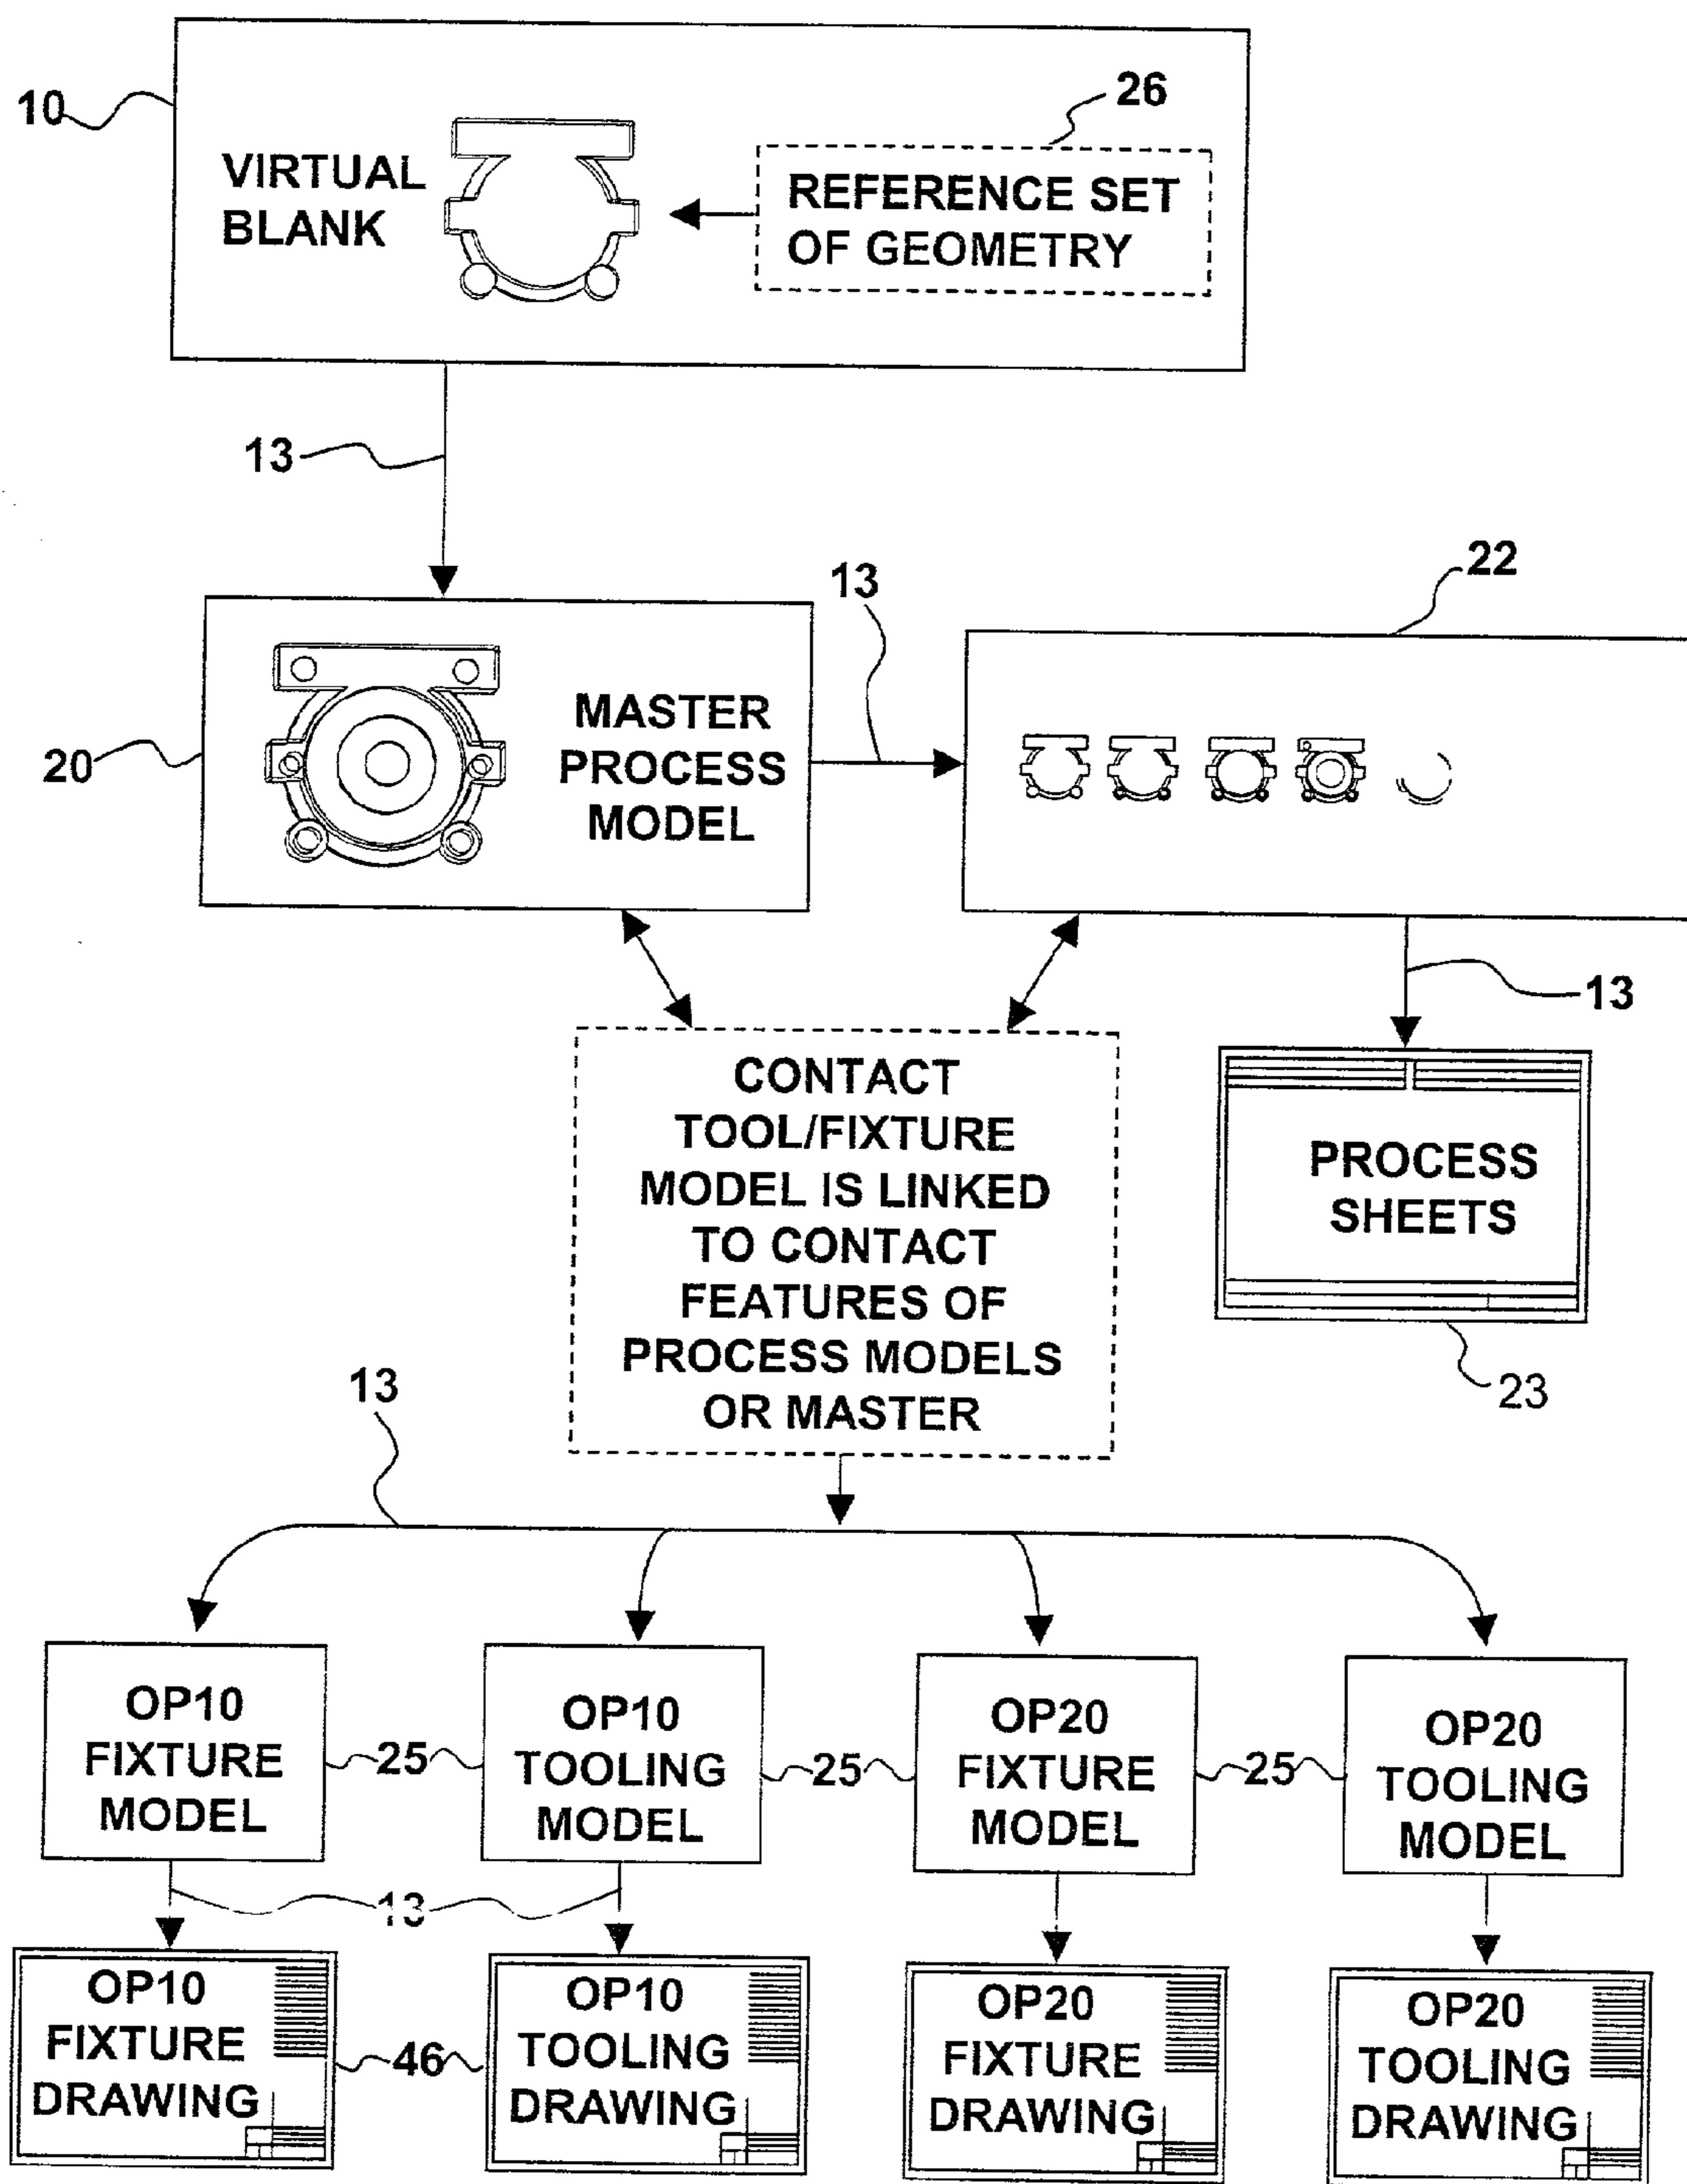 26
10
VIRTUAL
BLANK
REFERENCE SET
OF GEOMETRY
13
13
22
20
MASTER
PROCESS
MODEL
13
CONTACT
TOOL/FIXTURE
MODEL IS LINKED
TO CONTACT
FEATURES OF
PROCESS MODELS
OR MASTER
PROCESS
SHEETS
23
13
OP10
FIXTURE
MODEL
25
OP10
TOOLING
MODEL
25
OP20
FIXTURE
MODEL
25
OP20
TOOLING
MODEL
13
OP10
FIXTURE
DRAWING
46
OP10
TOOLING
DRAWING
OP20
FIXTURE
DRAWING
OP20
TOOLING
DRAWING